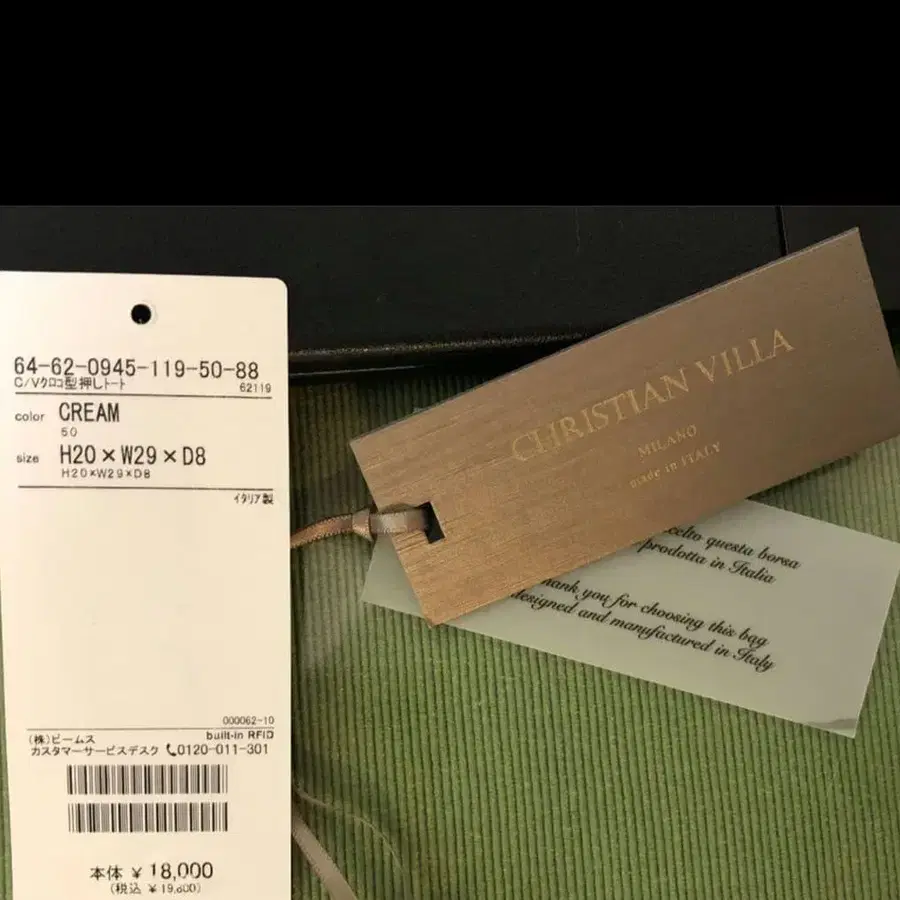 64-62-0945-119-50-88
C/Vクロコ型押しトート
62119
color CREAM
50
size H20×W29×D8
H20×W29×D8
イタリア製
000062-10
(株)ビームス built-in RFID
カスタマーサービスデスク 0120-011-301
本体 ¥18,000
(税込 ¥19,800)
CHRISTIAN VILLA
MILANO
made in ITALY
questa borsa
prodotta in Italia
you for choosing this bag
designed and manufactured in Italy